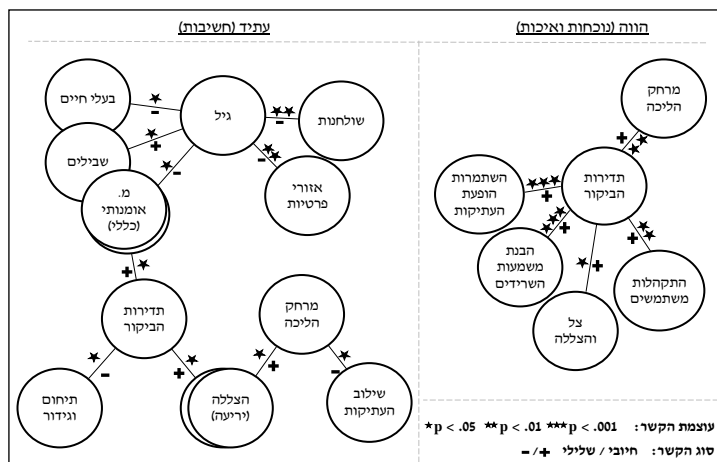 הווה (נוכחות ואיכות)
עתיד (חשיבות)
מרחק
הליכה
תדירות
הביקור
השתמרות
הופעת
העתיקות
הבנת
משמעות
השרידים
צל
והצללה
התקהלות
משתמשים
בעלי חיים
שבילים
מ.
אומנותי
(כללי)
גיל
שולחנות
אזורי
פרטיות
תדירות
הביקור
תיחום
וגידור
הצללה
(יריעה)
מרחק
הליכה
שילוב
העתיקות
עוצמת הקשר: ★p < .05 ★★p < .01 ★★★p < .001
סוג הקשר: חיובי / שלילי +/-